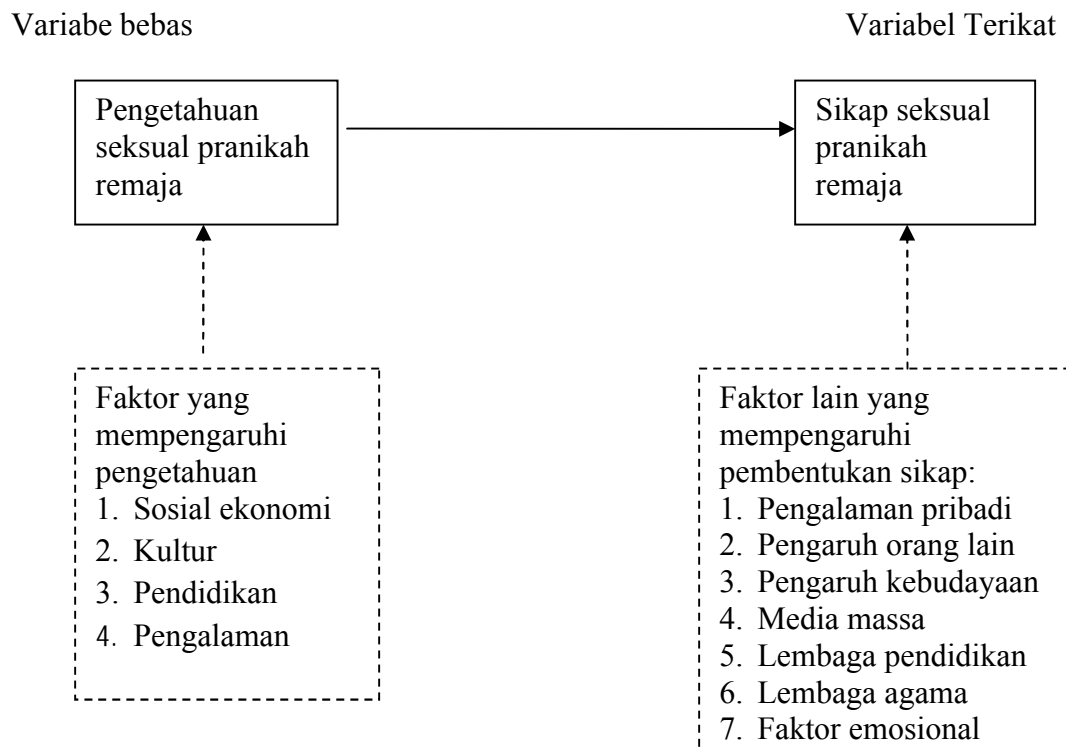 Variabe bebas
Variabel Terikat
Pengetahuan
seksual pranikah
remaja
Sikap seksual
pranikah
remaja
Faktor yang
mempengaruhi
pengetahuan
1. Sosial ekonomi
2. Kultur
3. Pendidikan
4. Pengalaman
Faktor lain yang
mempengaruhi
pembentukan sikap:
1. Pengalaman pribadi
2. Pengaruh orang lain
3. Pengaruh kebudayaan
4. Media massa
5. Lembaga pendidikan
6. Lembaga agama
7. Faktor emosional